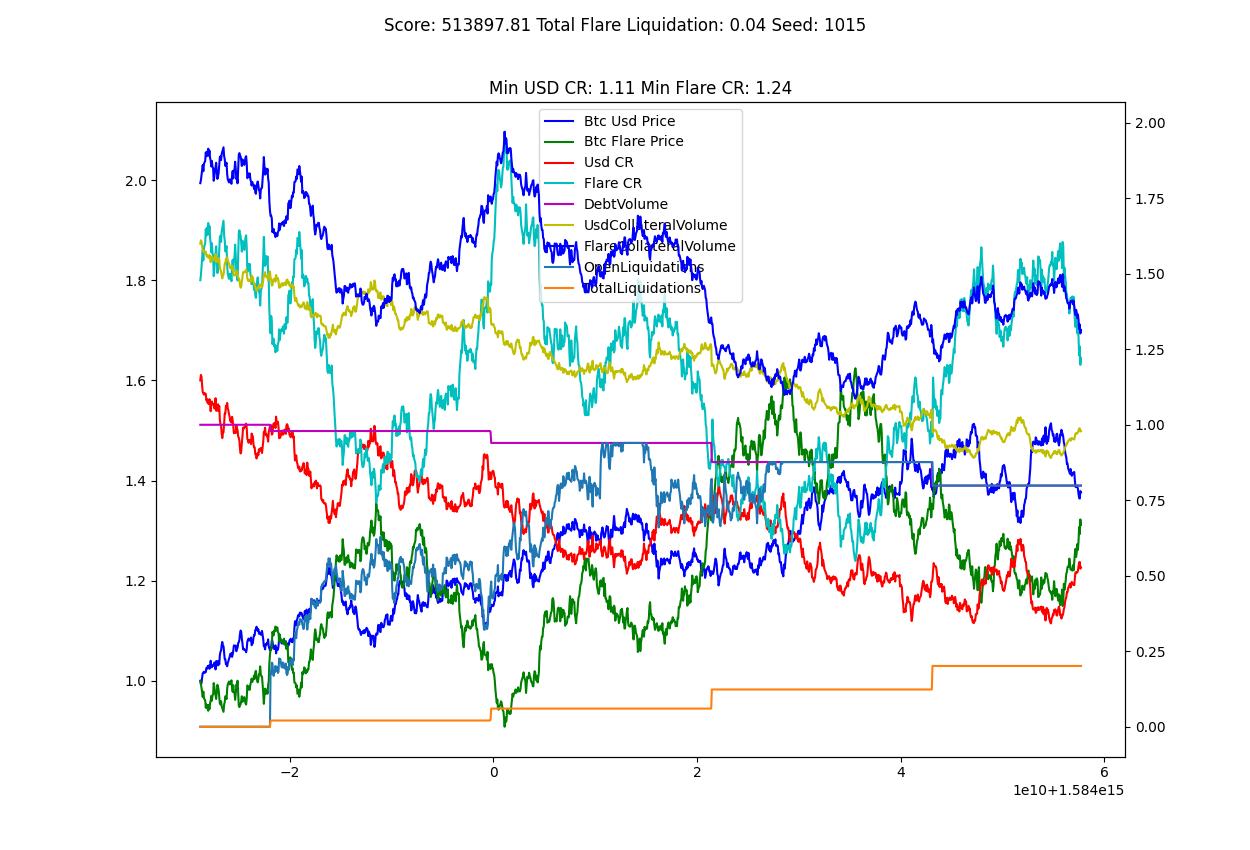 Score: 513897.81 Total Flare Liquidation: 0.04 Seed: 1015
Min USD CR: 1.11 Min Flare CR: 1.24
Btc Usd Price
Btc Flare Price
Usd CR
Flare CR
DebtVolume
UsdCollateralVolume
FlareCollateralVolume
OpenLiquidations
TotalLiquidations
2.0
1.8
1.6
1.4
1.2
1.0
2.00
1.75
1.50
1.25
1.00
0.75
0.50
0.25
0.00
−2
0
2
4
6
1e10+1.584e15